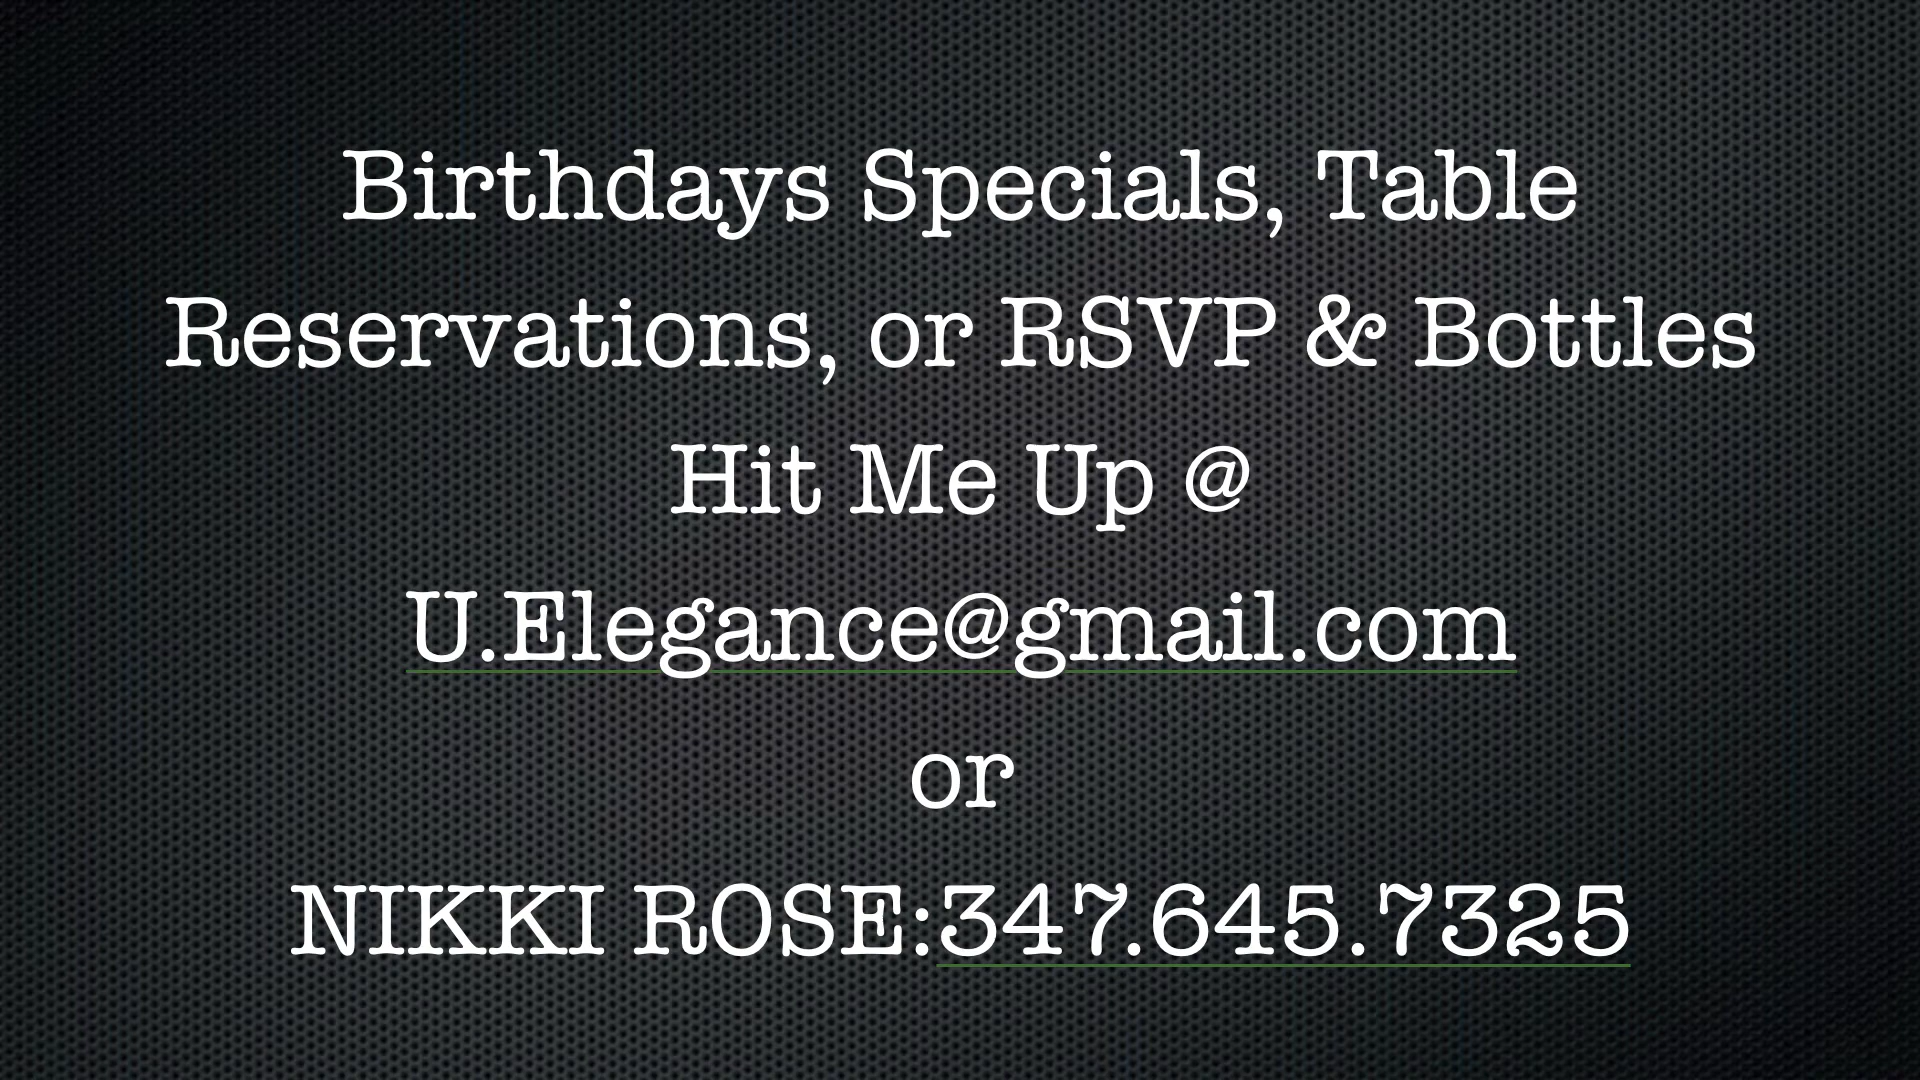 Birthdays Specials, Table
Reservations, or RSVP & Bottles
Hit Me Up @
U.Elegance@gmail.com
or
NIKKI ROSE:347.645.7325